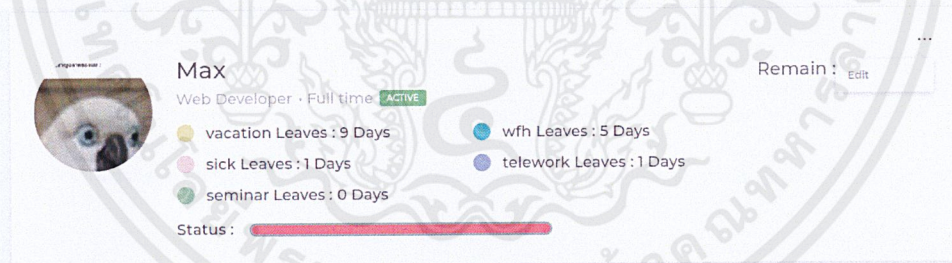 Max
Remain :
Edit
Web Developer · Full time ACTIVE
vacation Leaves : 9 Days
wfh Leaves : 5 Days
sick Leaves : 1 Days
telework Leaves : 1 Days
seminar Leaves : 0 Days
Status :